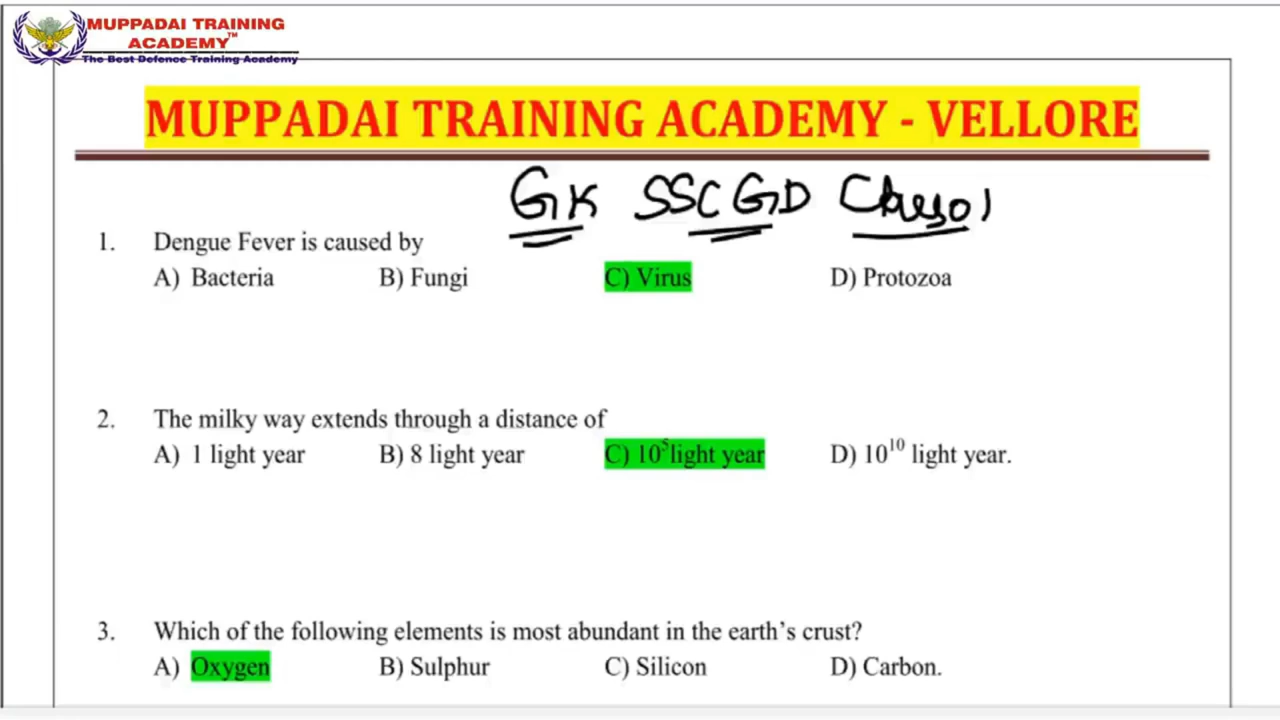 MUPPADAI TRAINING
ACADEMY™
The Best Defence Training Academy
MUPPADAI TRAINING ACADEMY - VELLORE
GK SSC GD
1. Dengue Fever is caused by
A) Bacteria B) Fungi C) Virus D) Protozoa
2. The milky way extends through a distance of
A) 1 light year B) 8 light year C) 10⁵light year D) 10¹⁰ light year.
3. Which of the following elements is most abundant in the earth's crust?
A) Oxygen B) Sulphur C) Silicon D) Carbon.